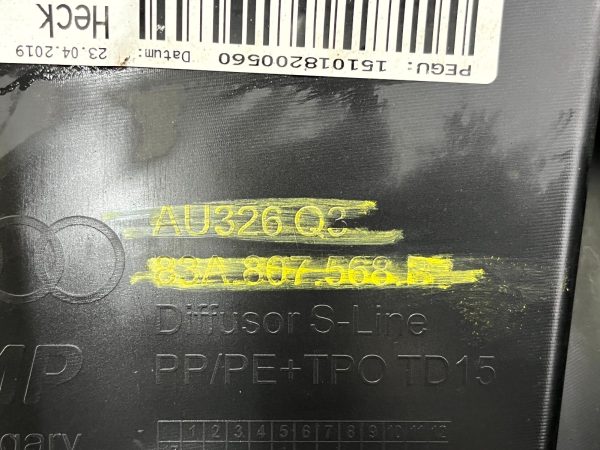 PEGU: 151018200560
Datum: 23.04.2019
Heck
AU326 Q3
83A.807.568.E
Diffusor S-Line
PP/PE+TPO TD15
1 2 3 4 5 6 7 8 9 10 11 12